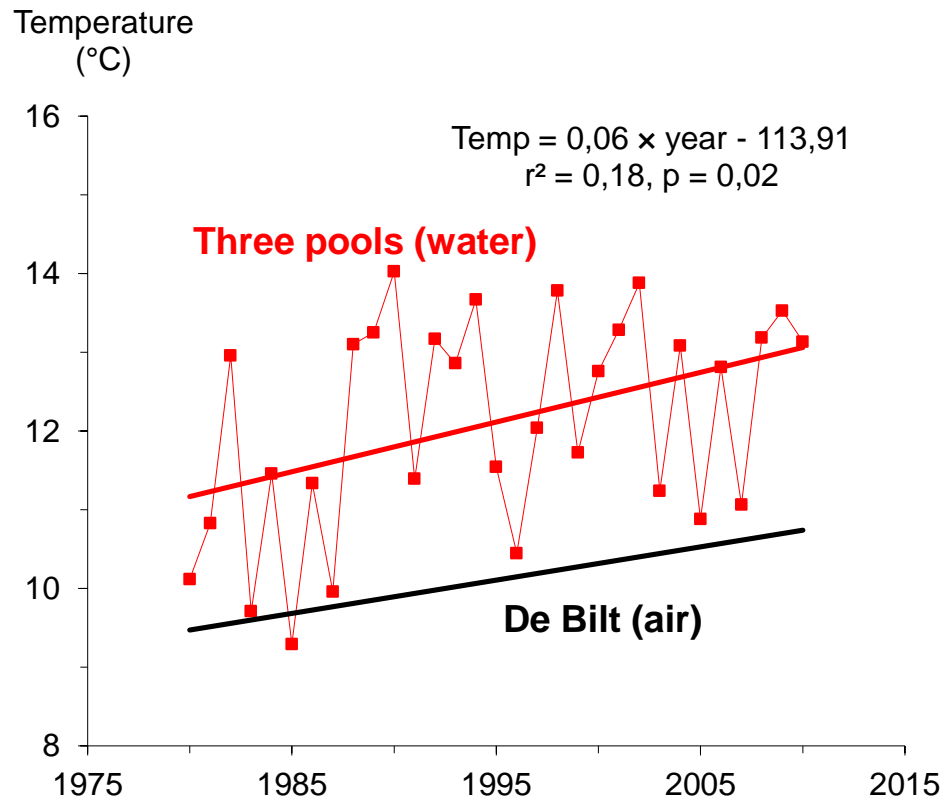 Temperature
(°C)
16
Temp = 0,06 × year - 113,91
r² = 0,18, p = 0,02
Three pools (water)
14
12
10
De Bilt (air)
8
1975 1985 1995 2005 2015